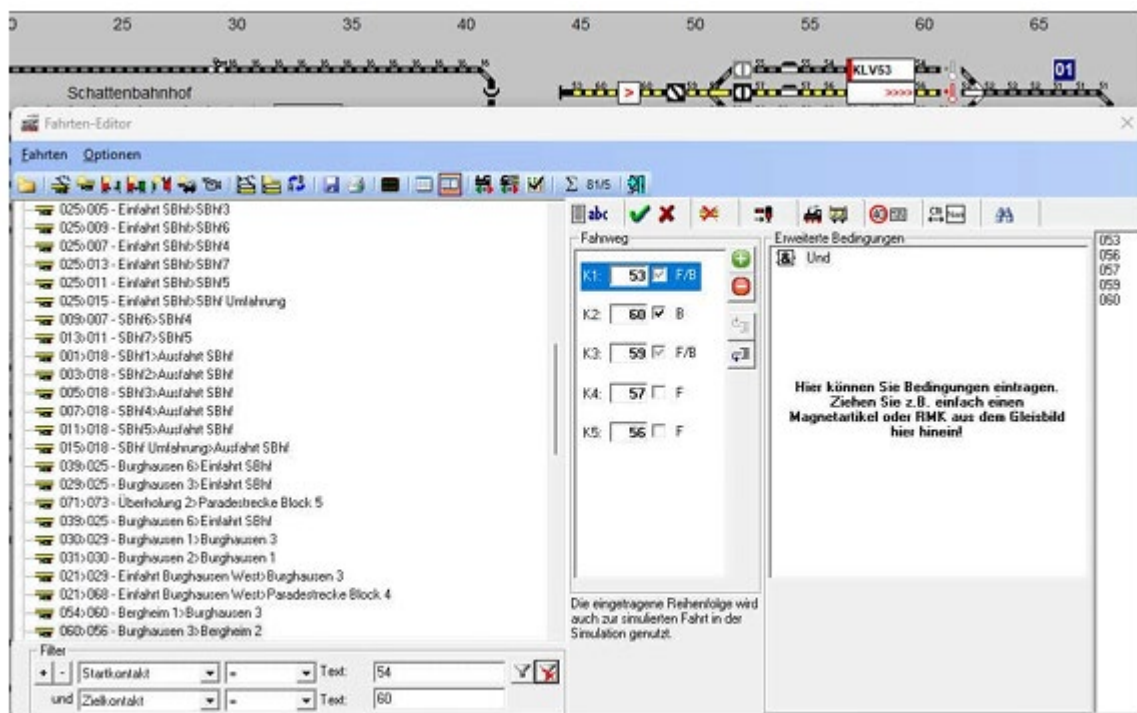 25 30 35 40 45 50 55 60 65
KLV53
01
Schattenbahnhof
>
>>>>
Fahrten-Editor
Fahrten Optionen
Σ 81/5
abc
025>005 - Einfahrt SBhf>SBhf3
025>009 - Einfahrt SBhf>SBhf6
025>007 - Einfahrt SBhf>SBhf4
025>013 - Einfahrt SBhf>SBhf7
025>011 - Einfahrt SBhf>SBhf5
025>015 - Einfahrt SBhf>SBhf Umfahrung
009>007 - SBhf6>SBhf4
013>011 - SBhf7>SBhf5
001>018 - SBhf1>Ausfahrt SBhf
003>018 - SBhf2>Ausfahrt SBhf
005>018 - SBhf3>Ausfahrt SBhf
007>018 - SBhf4>Ausfahrt SBhf
011>018 - SBhf5>Ausfahrt SBhf
015>018 - SBhf Umfahrung>Ausfahrt SBhf
039>025 - Burghausen 6>Einfahrt SBhf
029>025 - Burghausen 3>Einfahrt SBhf
071>073 - Überholung 2>Paradestrecke Block 5
039>025 - Burghausen 6>Einfahrt SBhf
030>029 - Burghausen 1>Burghausen 3
031>030 - Burghausen 2>Burghausen 1
021>029 - Einfahrt Burghausen West>Burghausen 3
021>068 - Einfahrt Burghausen West>Paradestrecke Block 4
054>060 - Bergheim 1>Burghausen 3
060>056 - Burghausen 3>Bergheim 2
Fahrweg
K1: 53 F/B
K2: 60 B
K3: 59 F/B
K4: 57 F
K5: 56 F
Die eingetragene Reihenfolge wird
auch zur simulierten Fahrt in der
Simulation genutzt.
Erweiterte Bedingungen
& Und
Hier können Sie Bedingungen eintragen.
Ziehen Sie z.B. einfach einen
Magnetartikel oder RMK aus dem Gleisbild
hier hinein!
053
056
057
059
060
Filter
+ - Startkontakt = Text: 54
und Zielkontakt = Text: 60